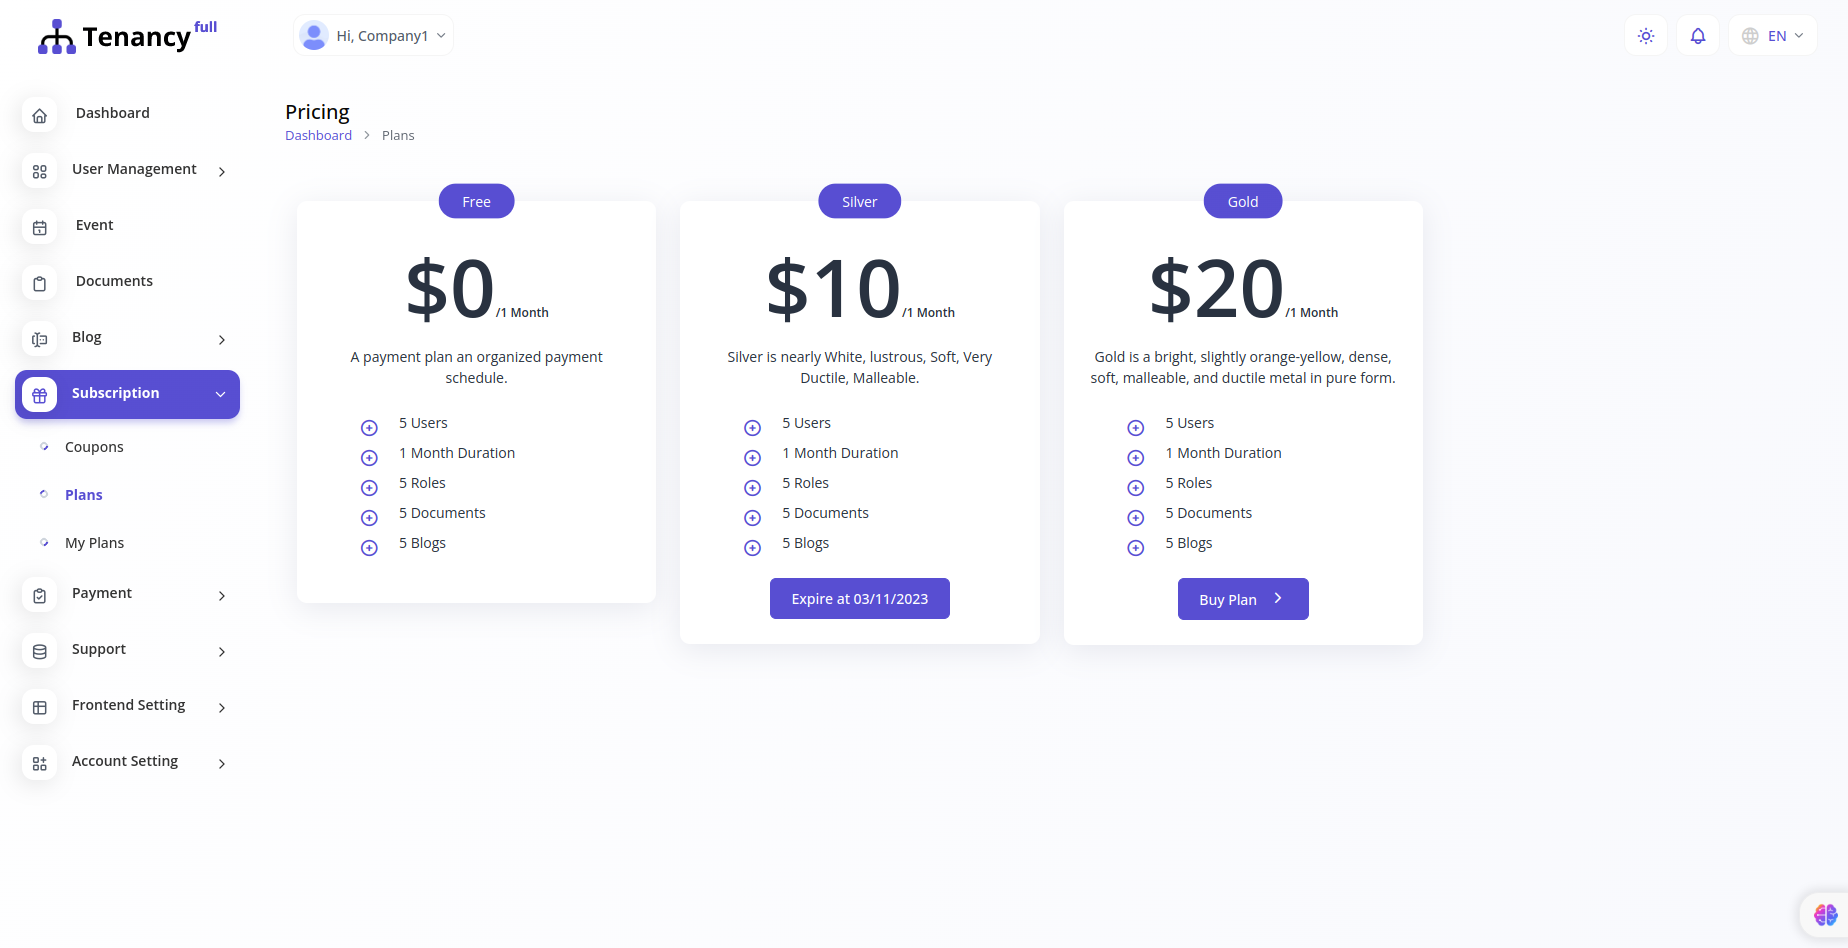 Tenancy full
Hi, Company1
EN
Dashboard
User Management
Event
Documents
Blog
Subscription
Coupons
Plans
My Plans
Payment
Support
Frontend Setting
Account Setting
Pricing
Dashboard > Plans
Free
$0 /1 Month
A payment plan an organized payment
schedule.
5 Users
1 Month Duration
5 Roles
5 Documents
5 Blogs
Silver
$10 /1 Month
Silver is nearly White, lustrous, Soft, Very
Ductile, Malleable.
5 Users
1 Month Duration
5 Roles
5 Documents
5 Blogs
Expire at 03/11/2023
Gold
$20 /1 Month
Gold is a bright, slightly orange-yellow, dense,
soft, malleable, and ductile metal in pure form.
5 Users
1 Month Duration
5 Roles
5 Documents
5 Blogs
Buy Plan